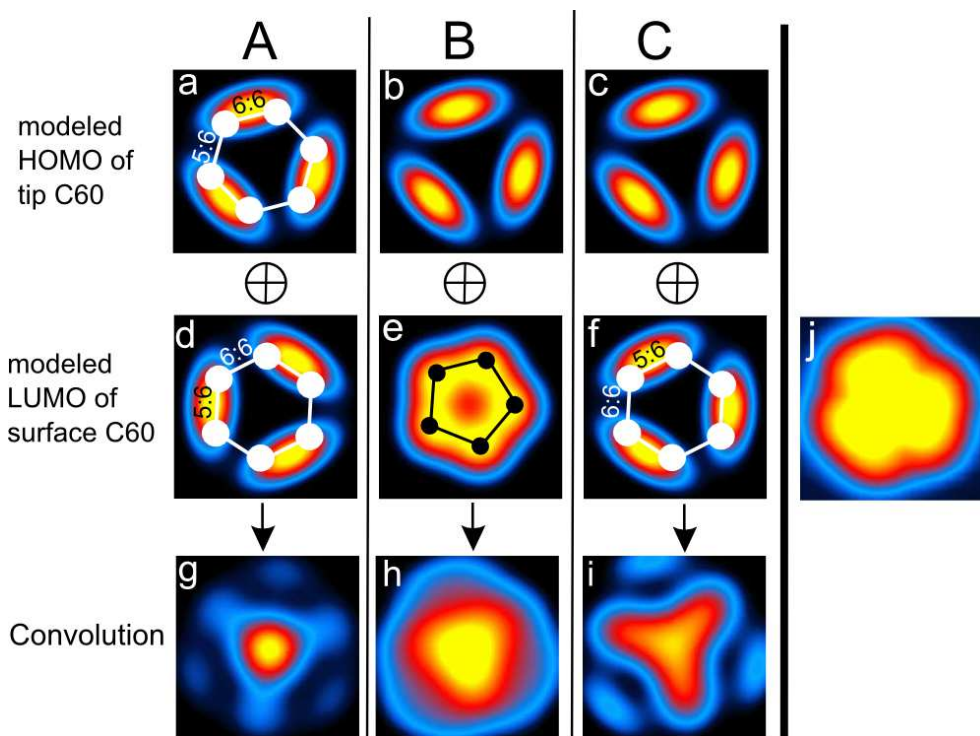 A B C
modeled
HOMO of
tip C60
a 6:6 5:6
b
c
modeled
LUMO of
surface C60
d 6:6 5:6
e
f 5:6 6:6
j
Convolution
g
h
i